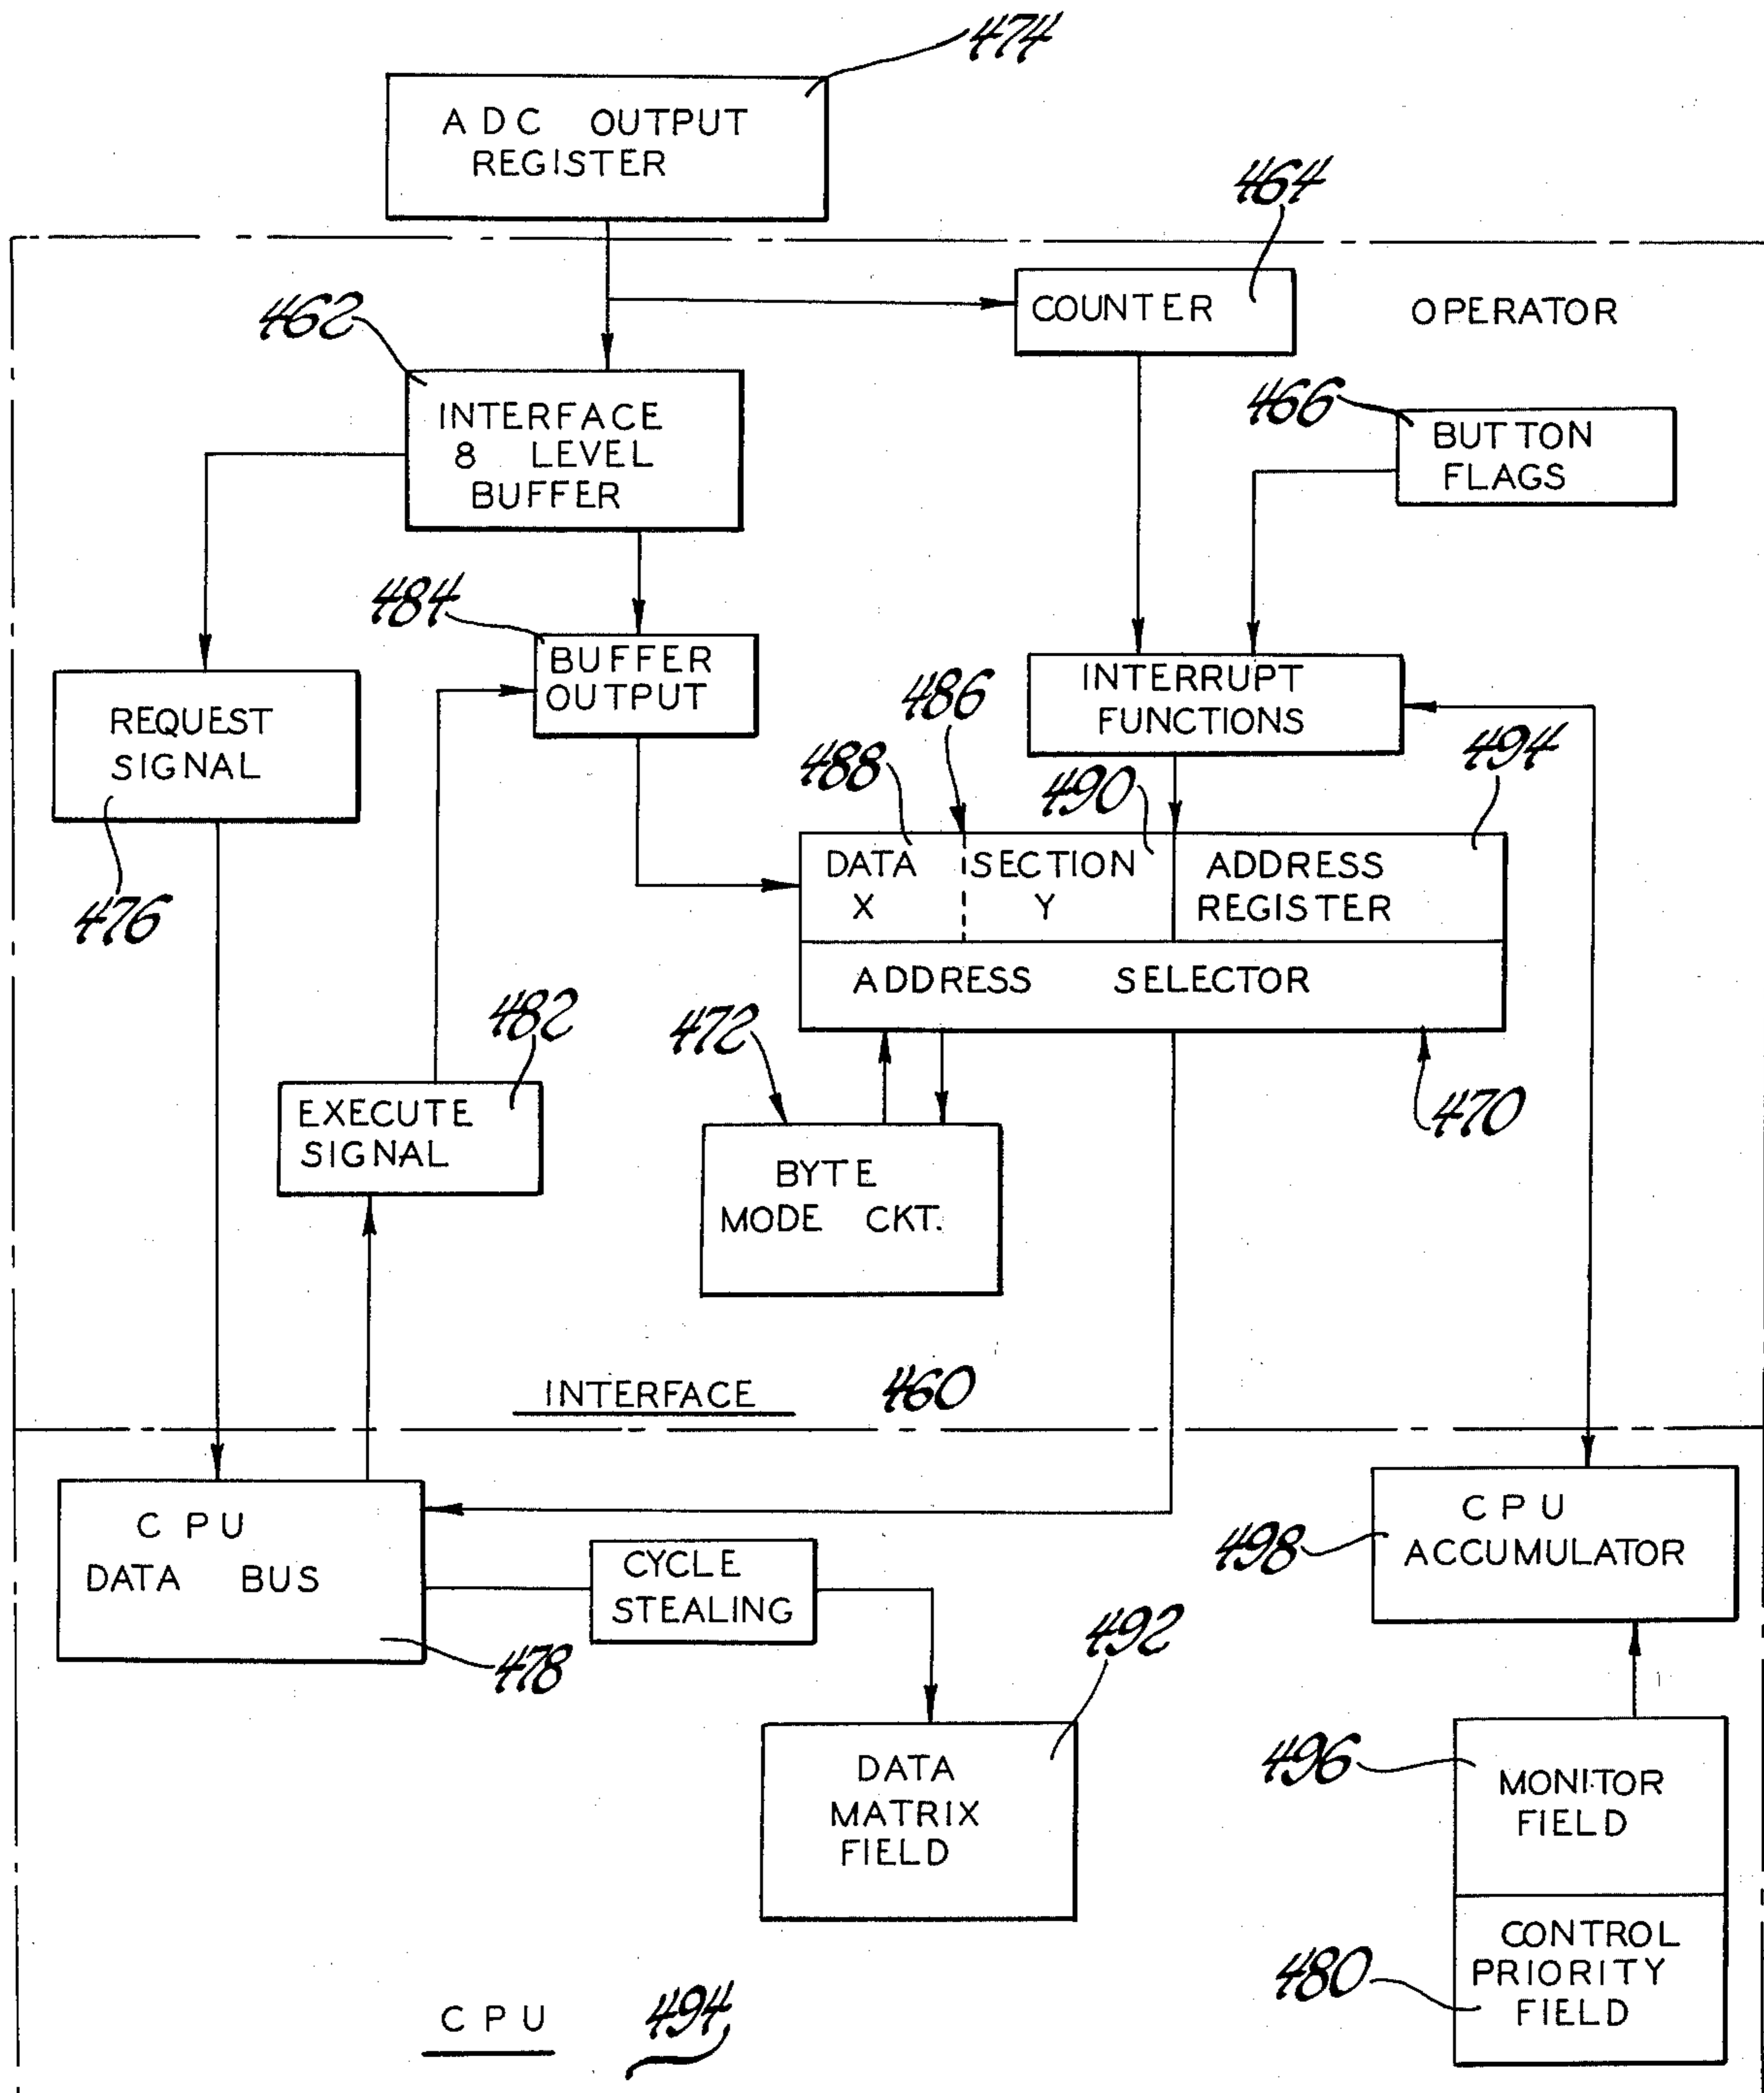 474
ADC OUTPUT
REGISTER
464
462
COUNTER
OPERATOR
466
INTERFACE
8 LEVEL
BUFFER
BUTTON
FLAGS
484
BUFFER
OUTPUT
486
INTERRUPT
FUNCTIONS
REQUEST
SIGNAL
476
488
490
494
DATA
X
SECTION
Y
ADDRESS
REGISTER
ADDRESS SELECTOR
482
472
470
EXECUTE
SIGNAL
BYTE
MODE CKT.
INTERFACE 460
CPU
DATA BUS
478
CYCLE
STEALING
498
CPU
ACCUMULATOR
492
DATA
MATRIX
FIELD
496
MONITOR
FIELD
480
CONTROL
PRIORITY
FIELD
CPU 494